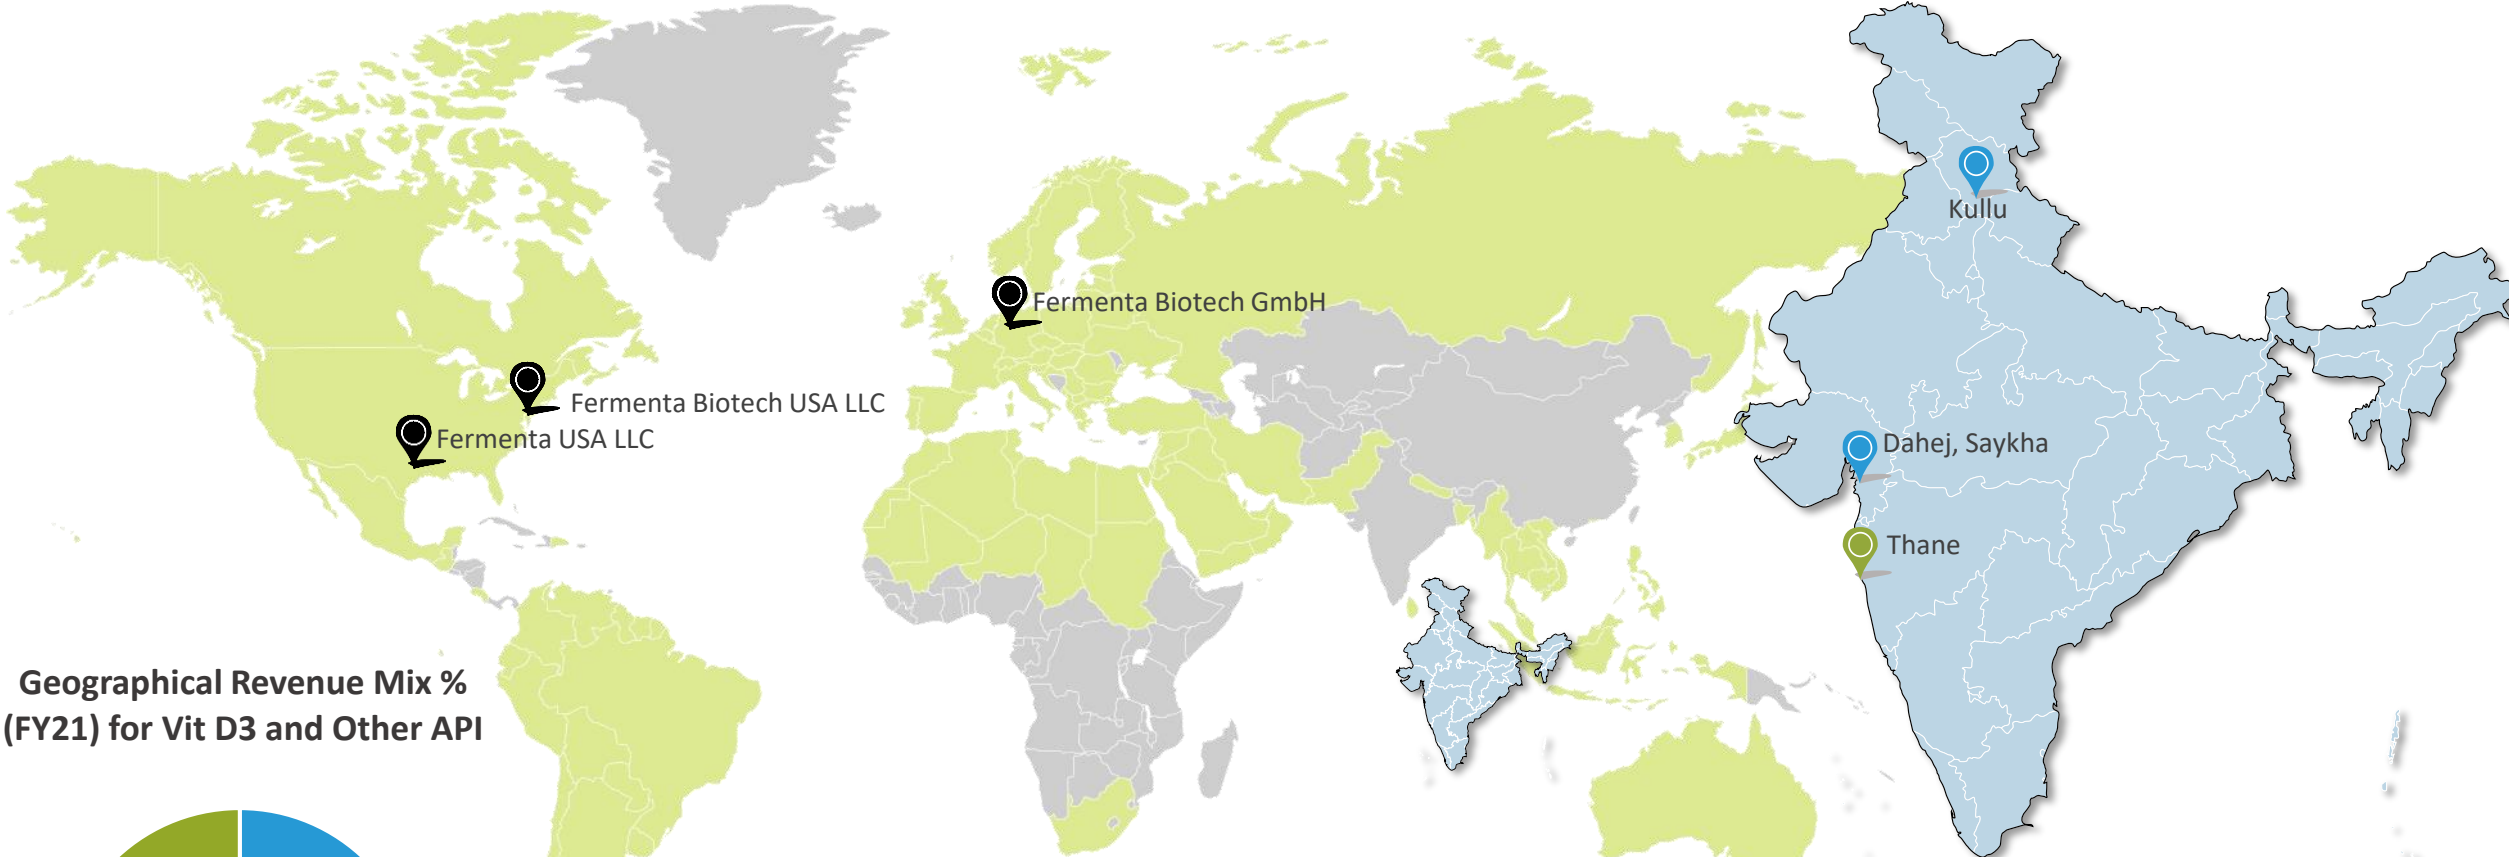 Kullu
Fermenta Biotech GmbH
Fermenta Biotech USA LLC
Fermenta USA LLC
Dahej, Saykha
Thane
Geographical Revenue Mix %
(FY21) for Vit D3 and Other API